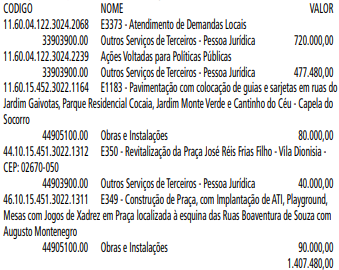 CODIGO NOME VALOR
11.60.04.122.3024.2068 E3373 - Atendimento de Demandas Locais
33903900.00 Outros Serviços de Terceiros - Pessoa Jurídica 720.000,00
11.60.04.122.3024.2239 Ações Voltadas para Políticas Públicas
33903900.00 Outros Serviços de Terceiros - Pessoa Jurídica 477.480,00
11.60.15.452.3022.1164 E1183 - Pavimentação com colocação de guias e sarjetas em ruas do
Jardim Gaivotas, Parque Residencial Cocaia, Jardim Monte Verde e Cantinho do Céu - Capela do
Socorro
44905100.00 Obras e Instalações 80.000,00
44.10.15.451.3022.1312 E350 - Revitalização da Praça José Réis Frias Filho - Vila Dionisia -
CEP: 02670-050
44903900.00 Outros Serviços de Terceiros - Pessoa Jurídica 40.000,00
46.10.15.451.3022.1311 E349 - Construção de Praça, com Implantação de ATI, Playground,
Mesas com Jogos de Xadrez em Praça localizada à esquina das Ruas Boaventura de Souza com
Augusto Montenegro
44905100.00 Obras e Instalações 90.000,00
1.407.480,00